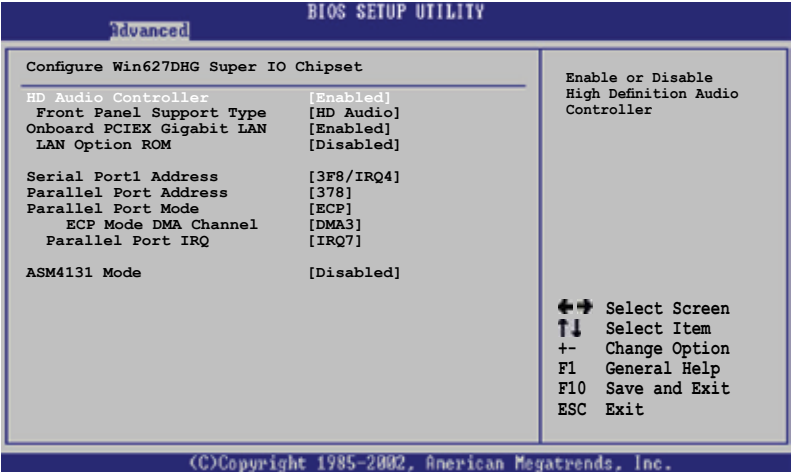 BIOS SETUP UTILITY
Advanced
Configure Win627DHG Super IO Chipset
HD Audio Controller [Enabled]
Front Panel Support Type [HD Audio]
Onboard PCIEX Gigabit LAN [Enabled]
LAN Option ROM [Disabled]
Serial Port1 Address [3F8/IRQ4]
Parallel Port Address [378]
Parallel Port Mode [ECP]
ECP Mode DMA Channel [DMA3]
Parallel Port IRQ [IRQ7]
ASM4131 Mode [Disabled]
Enable or Disable
High Definition Audio
Controller
←→ Select Screen
↑↓ Select Item
+- Change Option
F1 General Help
F10 Save and Exit
ESC Exit
(C)Copyright 1985-2002, American Megatrends, Inc.